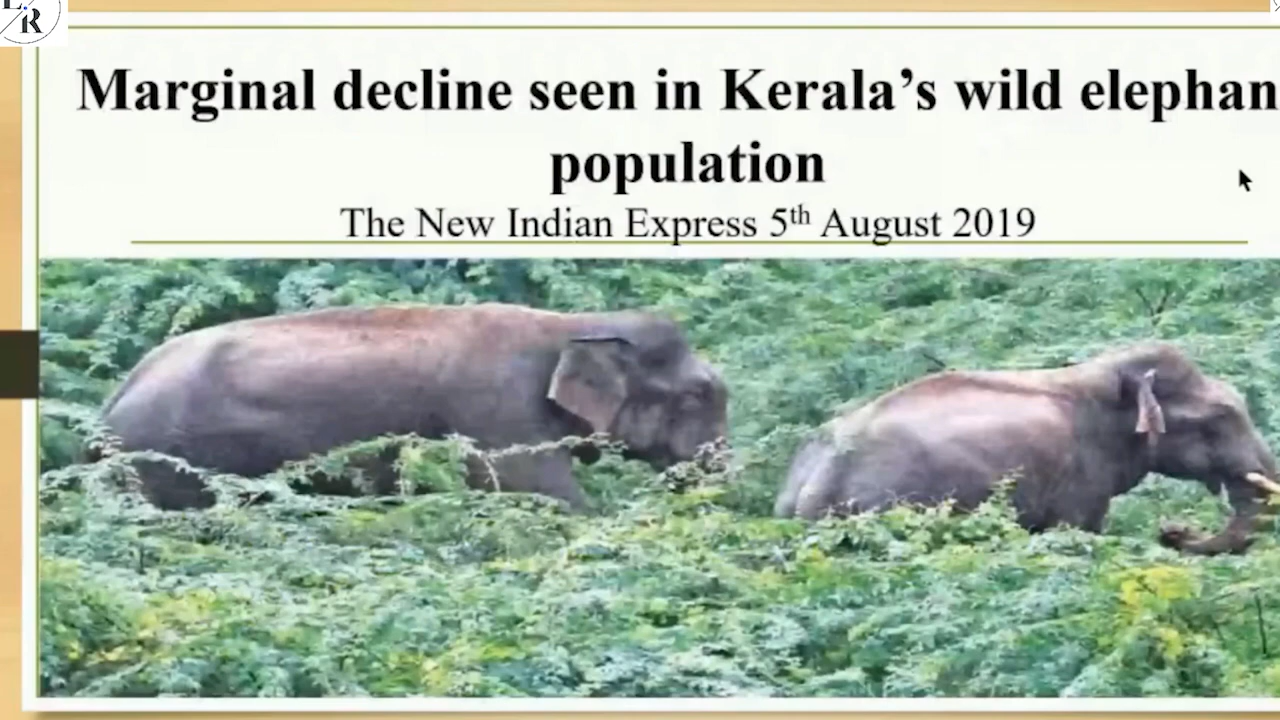 L.R
Marginal decline seen in Kerala’s wild elephan
population
The New Indian Express 5th August 2019